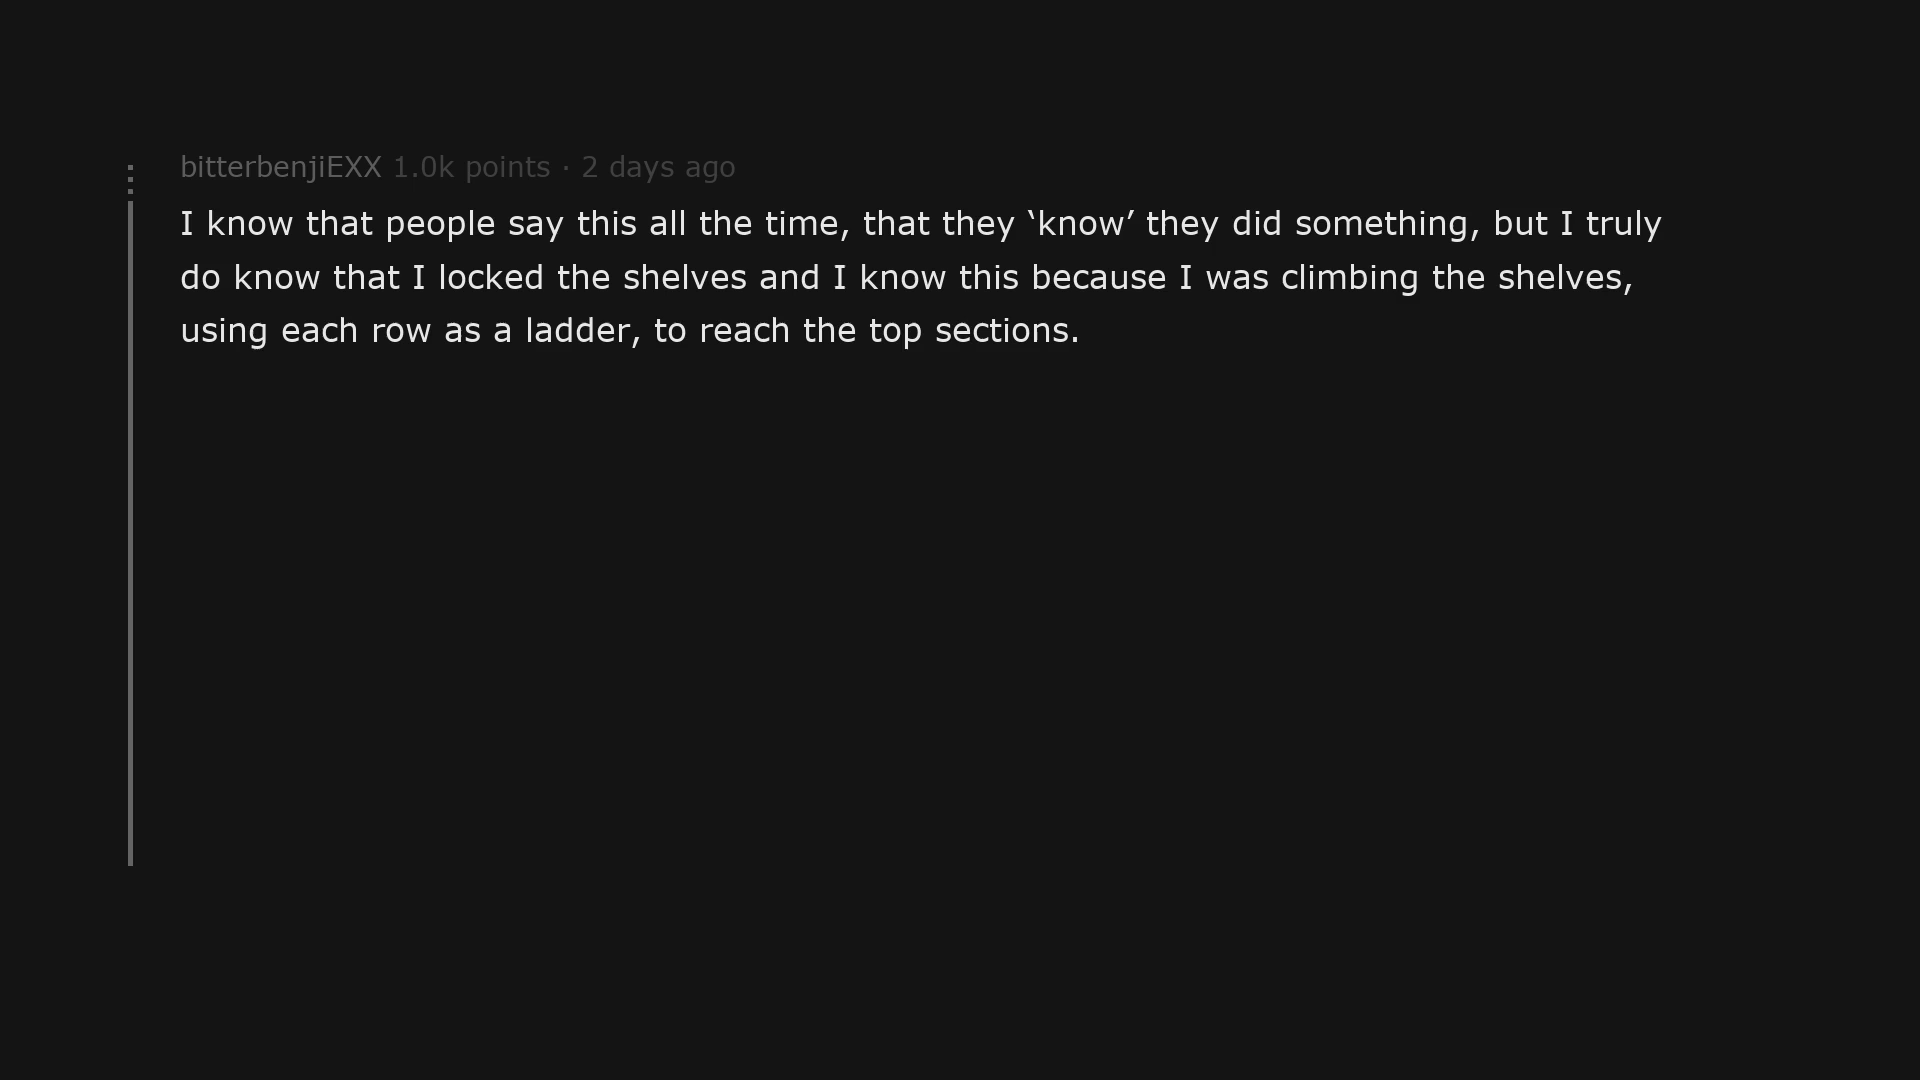 bitterbenjiEXX 1.0k points · 2 days ago
I know that people say this all the time, that they ‘know’ they did something, but I truly
do know that I locked the shelves and I know this because I was climbing the shelves,
using each row as a ladder, to reach the top sections.